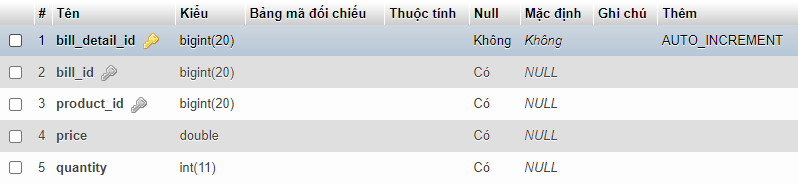 # Tên Kiểu Bảng mã đối chiếu Thuộc tính Null Mặc định Ghi chú Thêm
1 bill_detail_id bigint(20) Không Không AUTO_INCREMENT
2 bill_id bigint(20) Có NULL
3 product_id bigint(20) Có NULL
4 price double Có NULL
5 quantity int(11) Có NULL